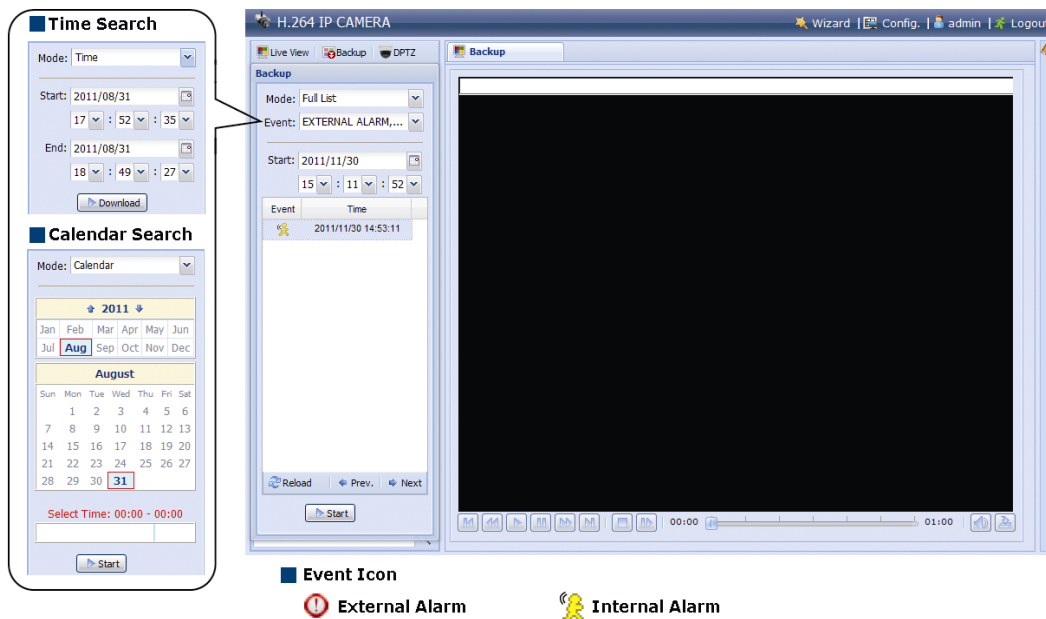 Time Search
Mode: Time
Start: 2011/08/31
17 : 52 : 35
End: 2011/08/31
18 : 49 : 27
Download
Calendar Search
Mode: Calendar
2011
Jan Feb Mar Apr May Jun
Jul Aug Sep Oct Nov Dec
August
Sun Mon Tue Wed Thu Fri Sat
1 2 3 4 5 6
7 8 9 10 11 12 13
14 15 16 17 18 19 20
21 22 23 24 25 26 27
28 29 30 31
Select Time: 00:00 - 00:00
Start
H.264 IP CAMERA
Wizard | Config. | admin | Logout
Live View Backup DPTZ
Backup
Mode: Full List
Event: EXTERNAL ALARM,...
Start: 2011/11/30
15 : 11 : 52
Event Time
2011/11/30 14:53:11
Reload Prev. Next
Start
Backup
00:00 01:00
Event Icon
External Alarm
Internal Alarm